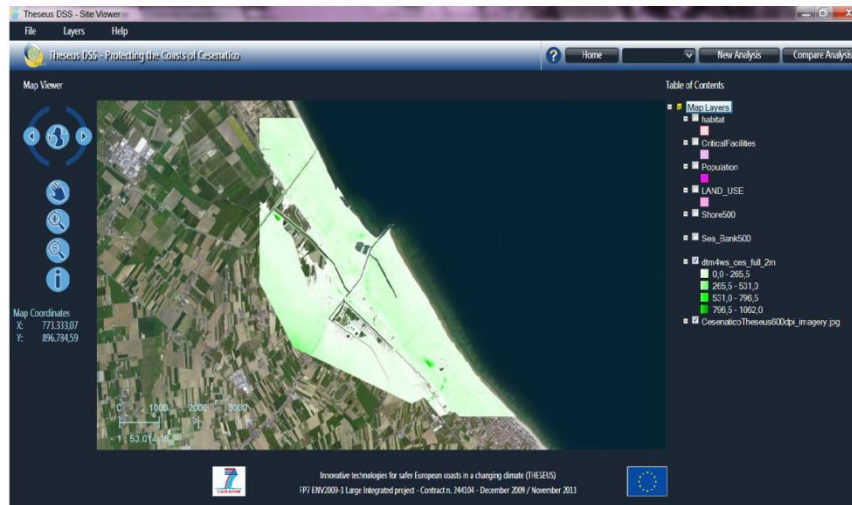 Theseus DSS - Site Viewer
File Layers Help
Theseus DSS - Protecting the Coasts of Cesenatico
? Home New Analysis Compare Analysis
Map Viewer
Table of Contents
Map Layers
habitat
CriticalFacilities
Population
LAND_USE
Shore500
Sea_Bank500
dtm4ws_ces_full_2m
0,0 - 265,5
265,5 - 531,0
531,0 - 796,5
796,5 - 1062,0
CesenaticoTheseus600dpi_imagery.jpg
Map Coordinates
X: 773.333,07
Y: 896.784,59
0 1000 2000 3000
Innovative technologies for safer European coasts in a changing climate (THESEUS)
FP7 ENV2009-1 Large Integrated project - Contract n. 244104 - December 2009 / November 2013